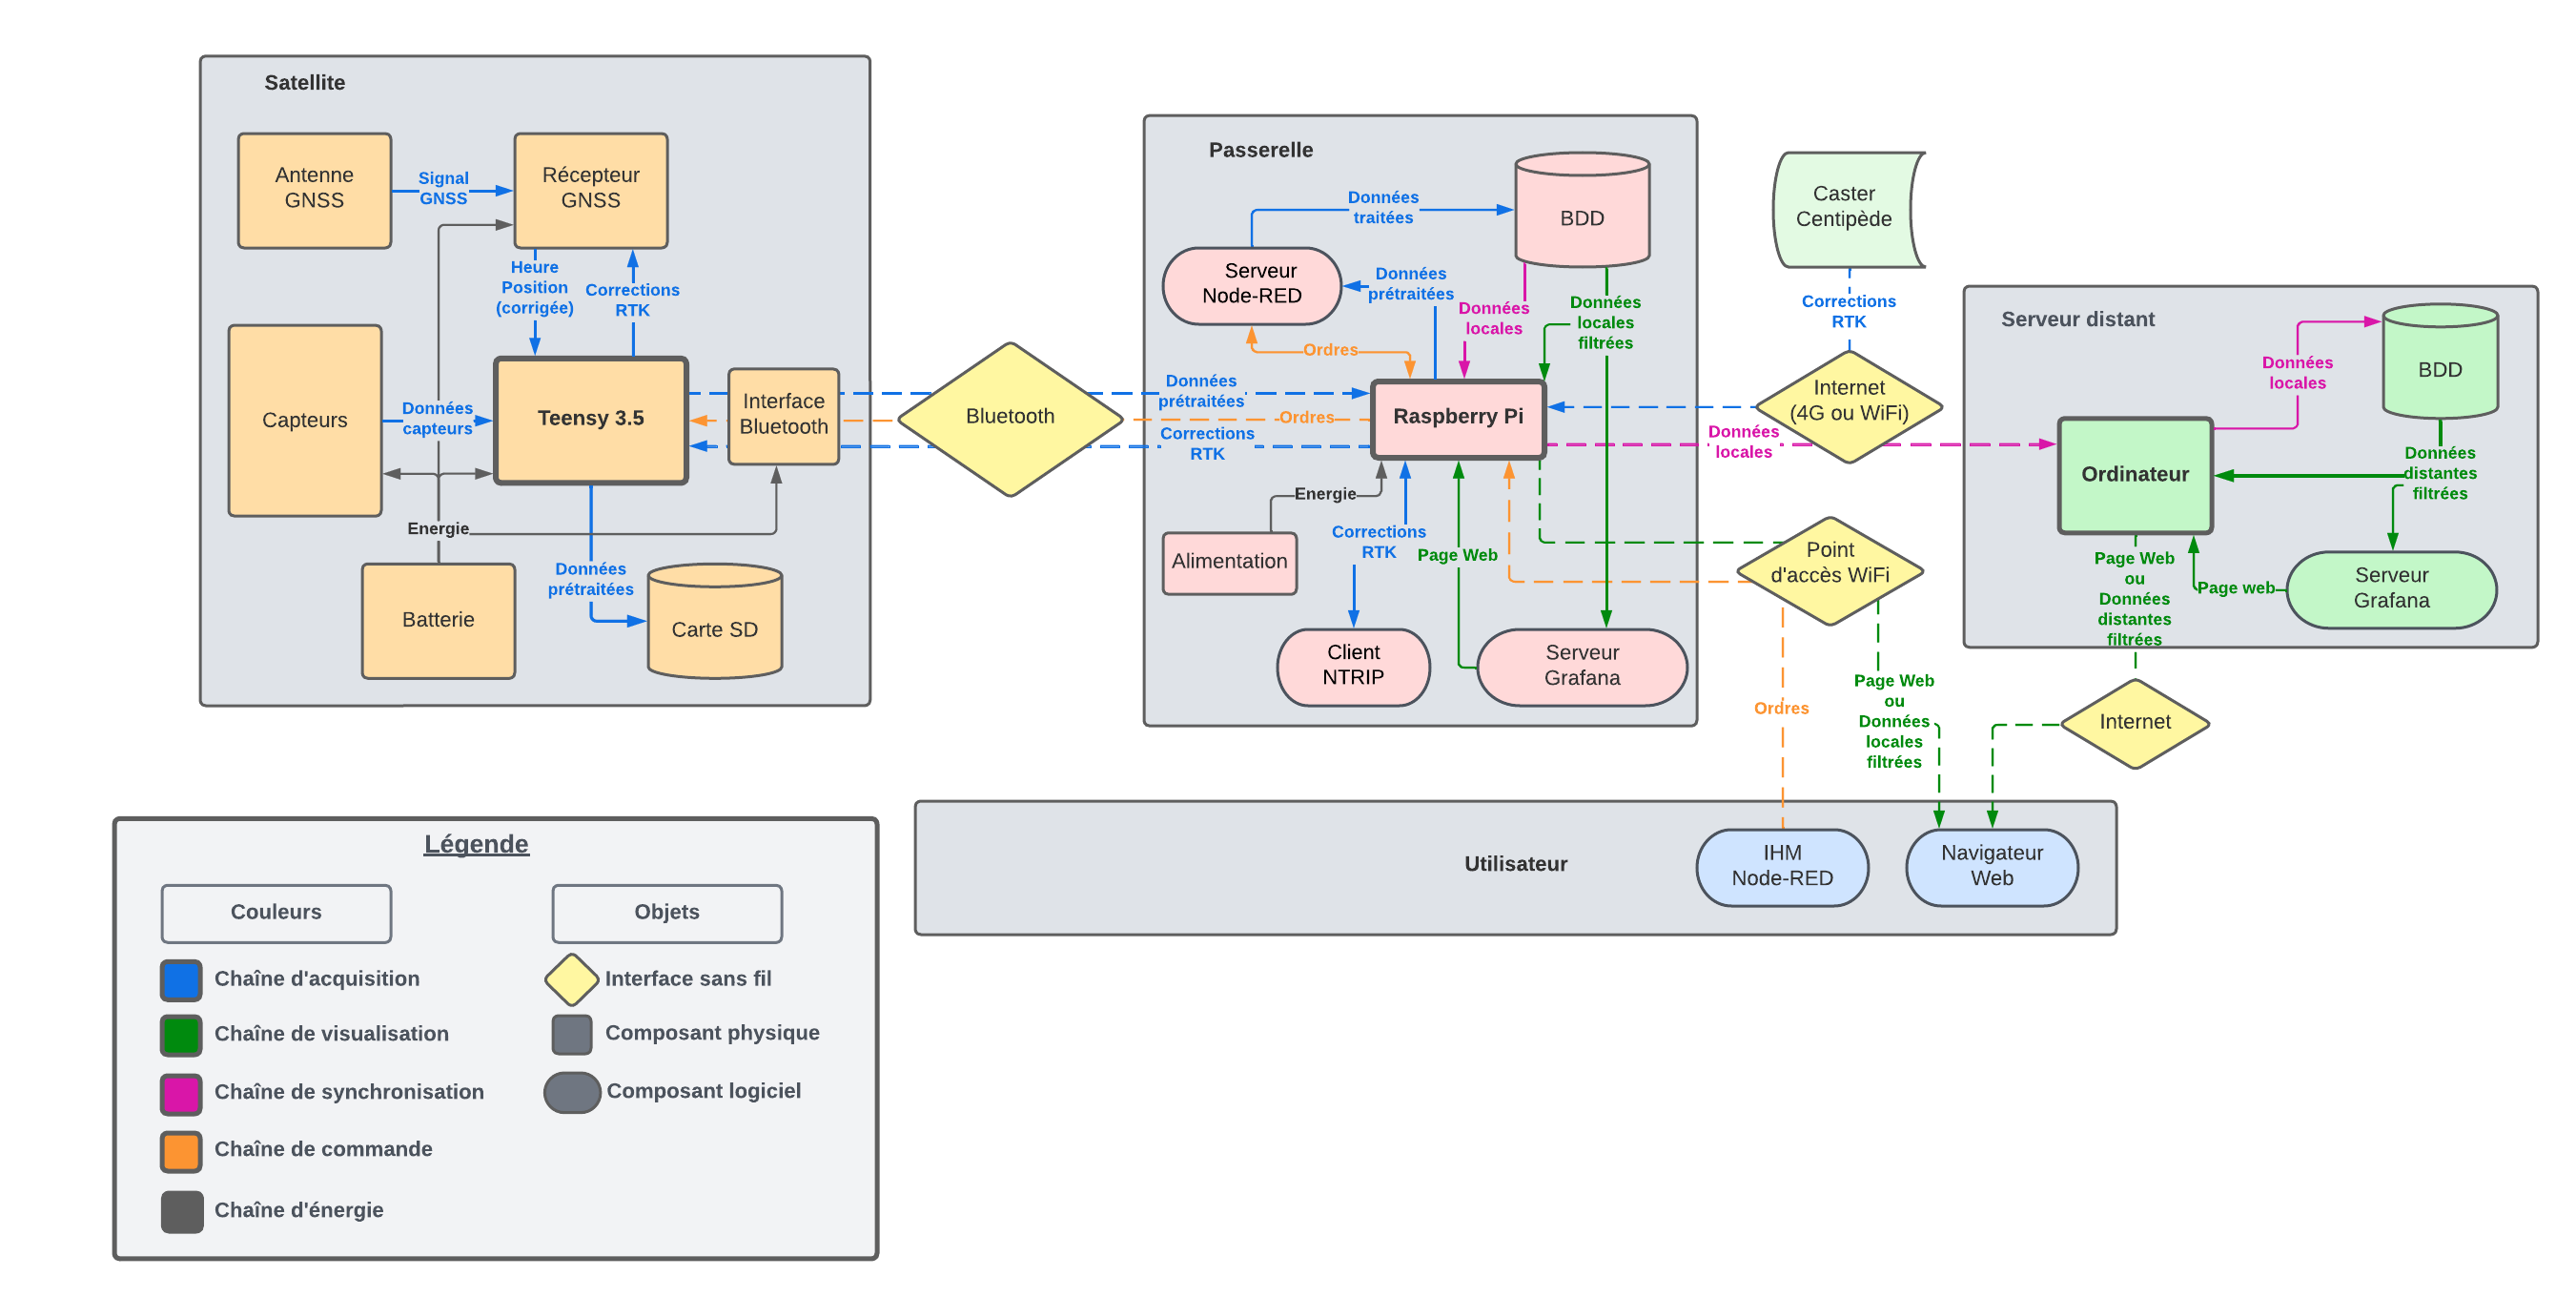 Satellite
Antenne
GNSS
Signal
GNSS
Récepteur
GNSS
Heure
Position
(corrigée)
Corrections
RTK
Capteurs
Données
capteurs
Teensy 3.5
Interface
Bluetooth
Energie
Batterie
Données
prétraitées
Carte SD
Bluetooth
Données
prétraitées
Ordres
Corrections
RTK
Passerelle
Données
traitées
BDD
Serveur
Node-RED
Données
prétraitées
Données
locales
Données
locales
filtrées
Ordres
Raspberry Pi
Energie
Alimentation
Corrections
RTK
Page Web
Client
NTRIP
Serveur
Grafana
Caster
Centipède
Corrections
RTK
Internet
(4G ou WiFi)
Données
locales
Point
d'accès WiFi
Ordres
Page Web
ou
Données
locales
filtrées
Serveur distant
Données
locales
BDD
Ordinateur
Données
distantes
filtrées
Page Web
ou
Données
distantes
filtrées
Page web
Serveur
Grafana
Internet
Utilisateur
IHM
Node-RED
Navigateur
Web
Légende
Couleurs
Objets
Chaîne d'acquisition
Interface sans fil
Chaîne de visualisation
Composant physique
Chaîne de synchronisation
Composant logiciel
Chaîne de commande
Chaîne d'énergie